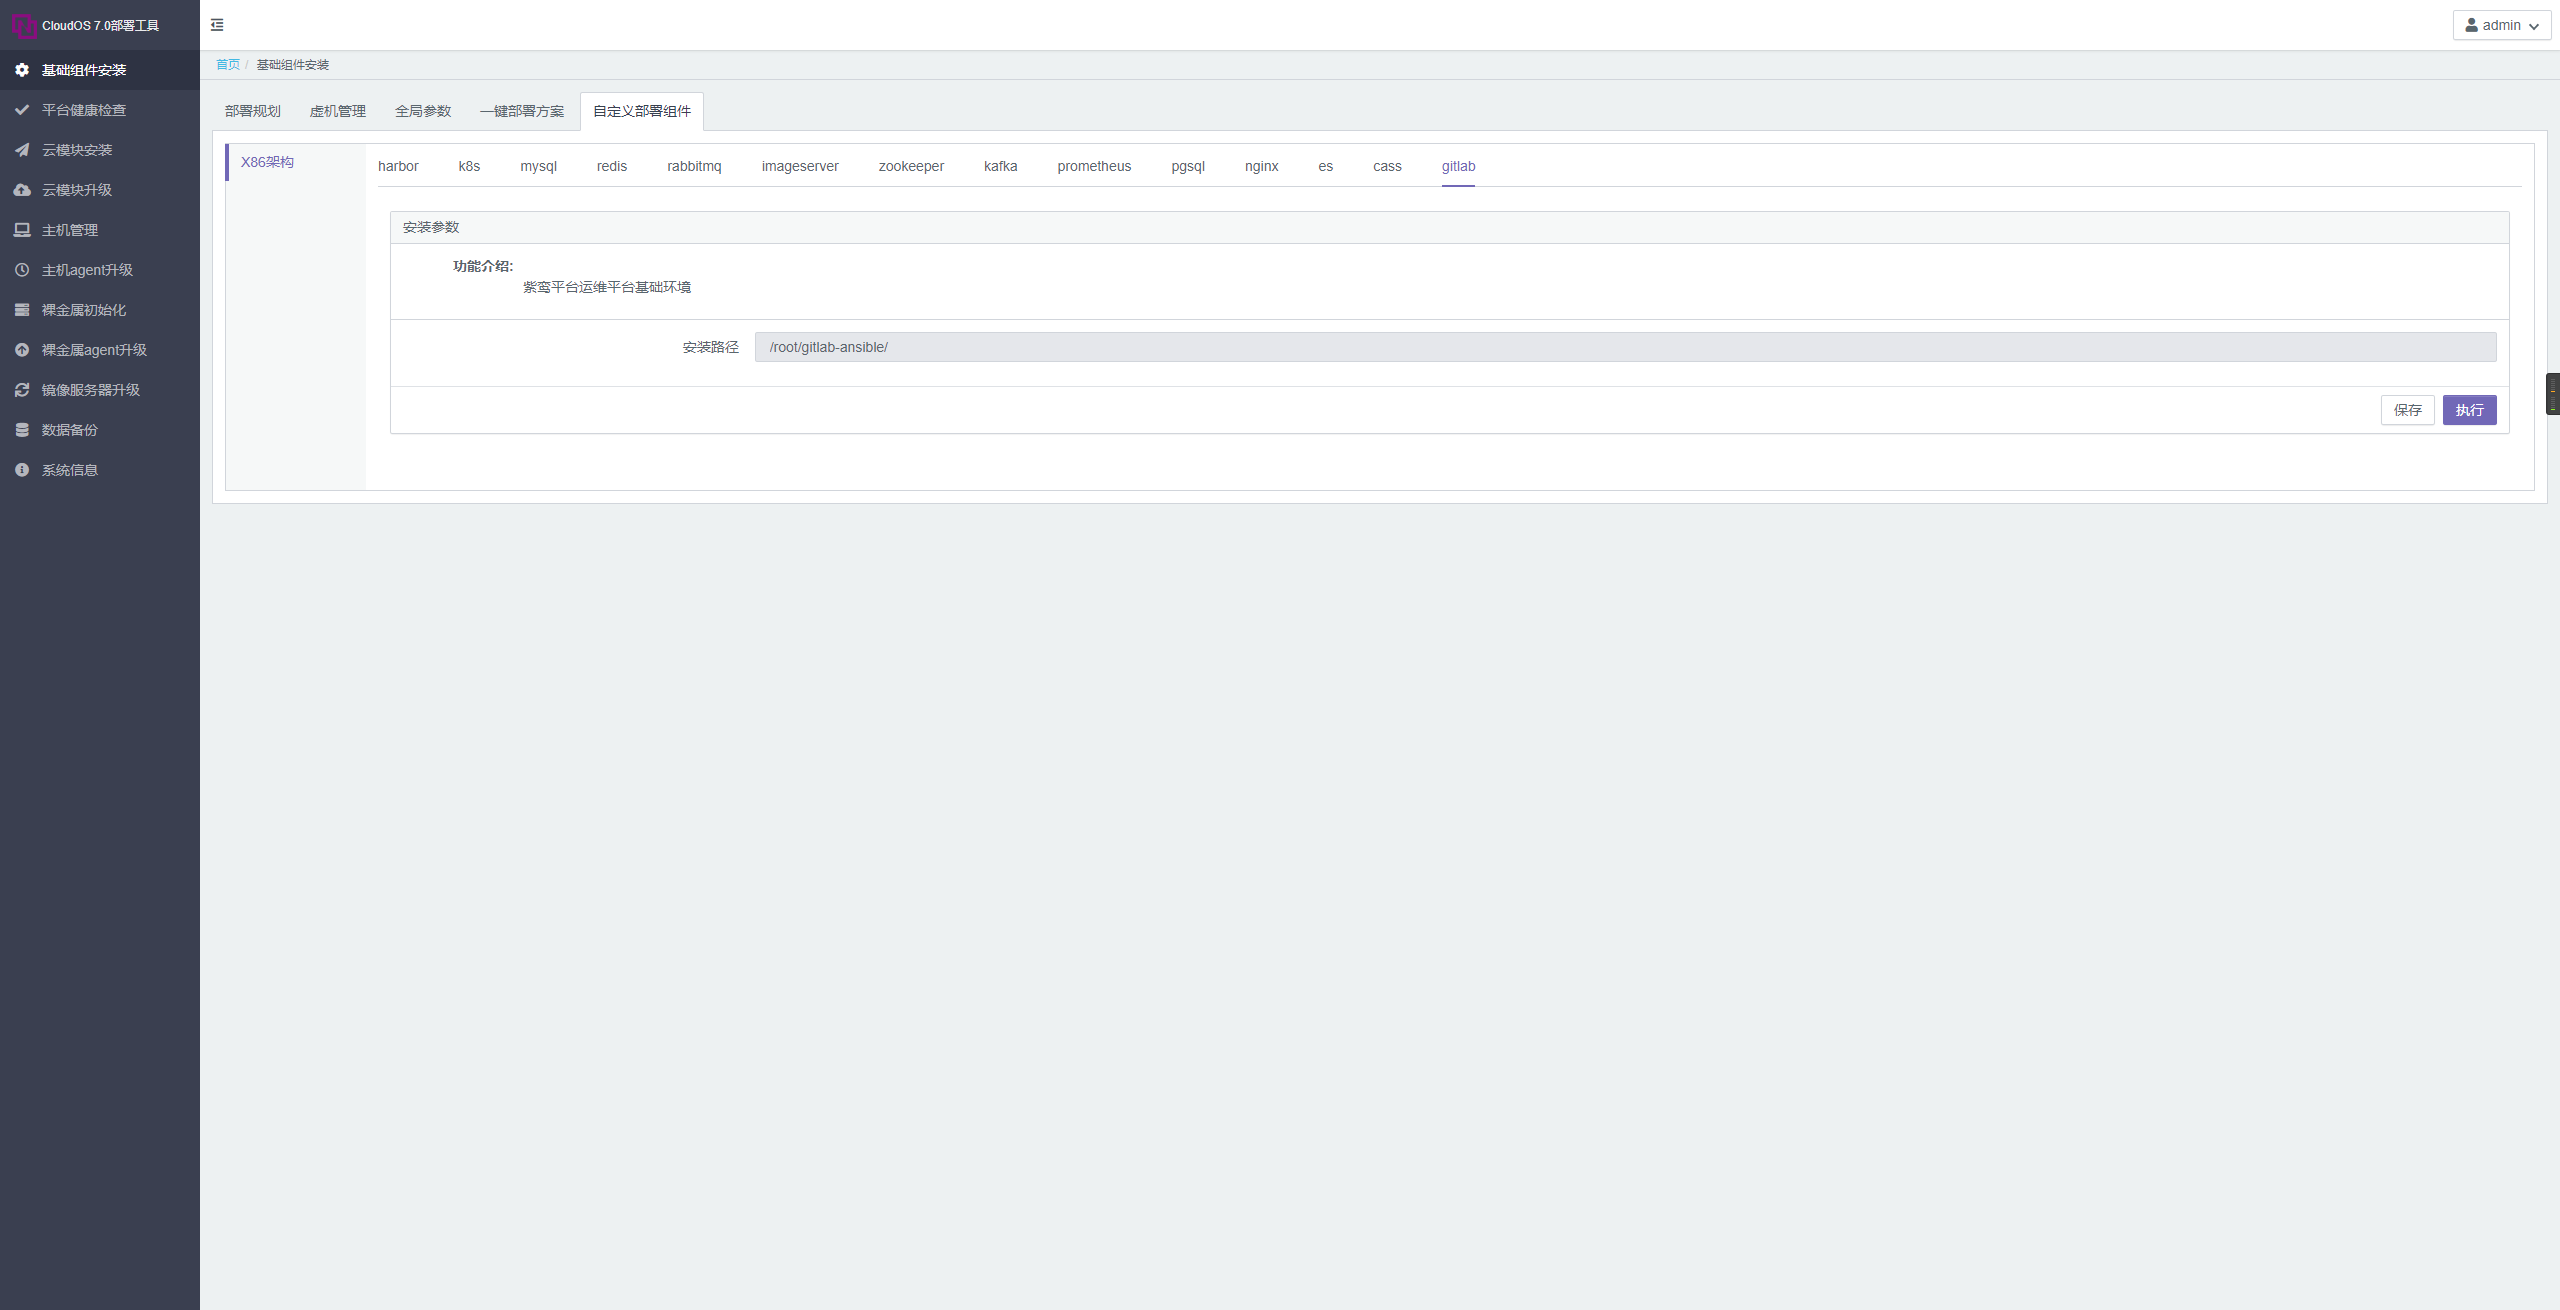 CloudOS 7.0部署工具
admin
基础组件安装
平台健康检查
云模块安装
云模块升级
主机管理
主机agent升级
裸金属初始化
裸金属agent升级
镜像服务器升级
数据备份
系统信息
首页 / 基础组件安装
部署规划 虚机管理 全局参数 一键部署方案 自定义部署组件
X86架构
harbor k8s mysql redis rabbitmq imageserver zookeeper kafka prometheus pgsql nginx es cass gitlab
安装参数
功能介绍:
紫鸾平台运维平台基础环境
安装路径 /root/gitlab-ansible/
保存 执行